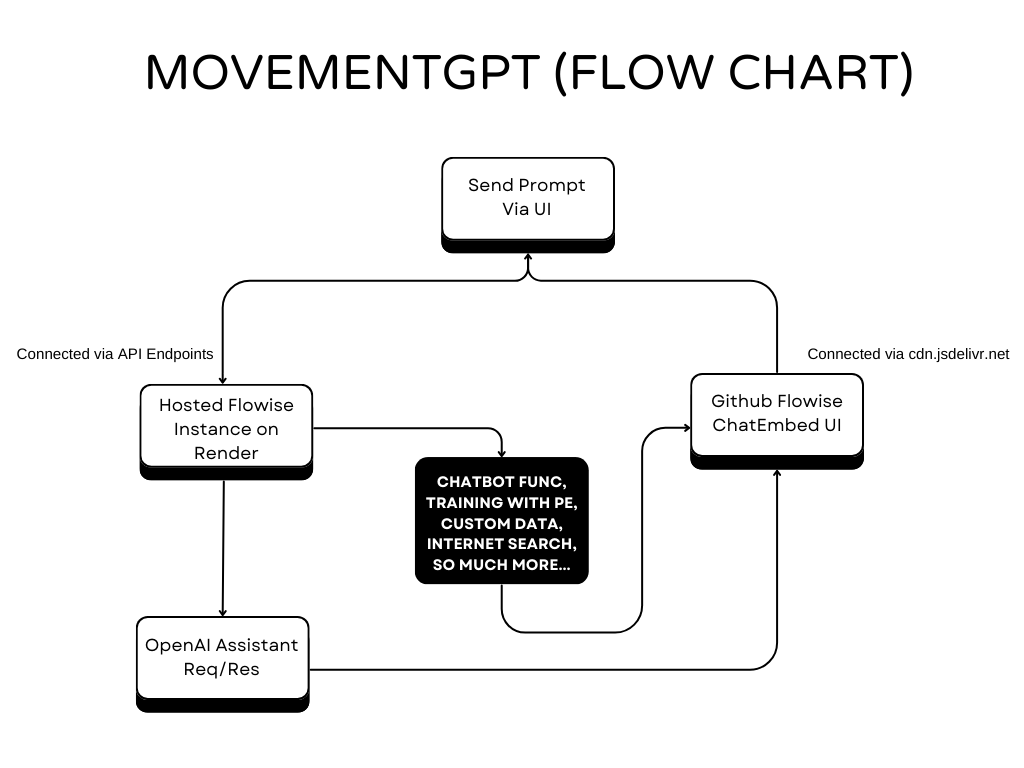 MOVEMENTGPT (FLOW CHART)
Send Prompt
Via UI
Connected via API Endpoints
Connected via cdn.jsdelivr.net
Hosted Flowise
Instance on
Render
Github Flowise
ChatEmbed UI
CHATBOT FUNC,
TRAINING WITH PE,
CUSTOM DATA,
INTERNET SEARCH,
SO MUCH MORE...
OpenAI Assistant
Req/Res